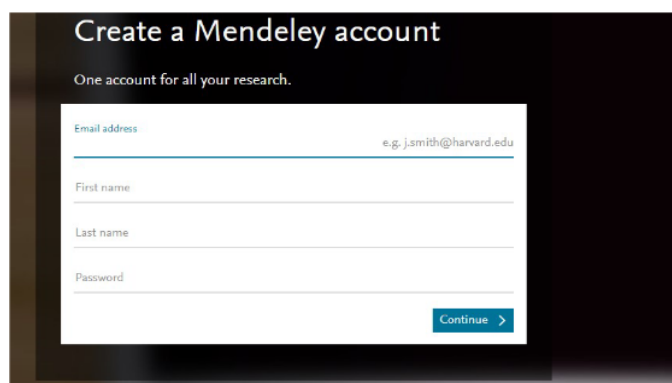 Create a Mendeley account
One account for all your research.
Email address
e.g. j.smith@harvard.edu
First name
Last name
Password
Continue